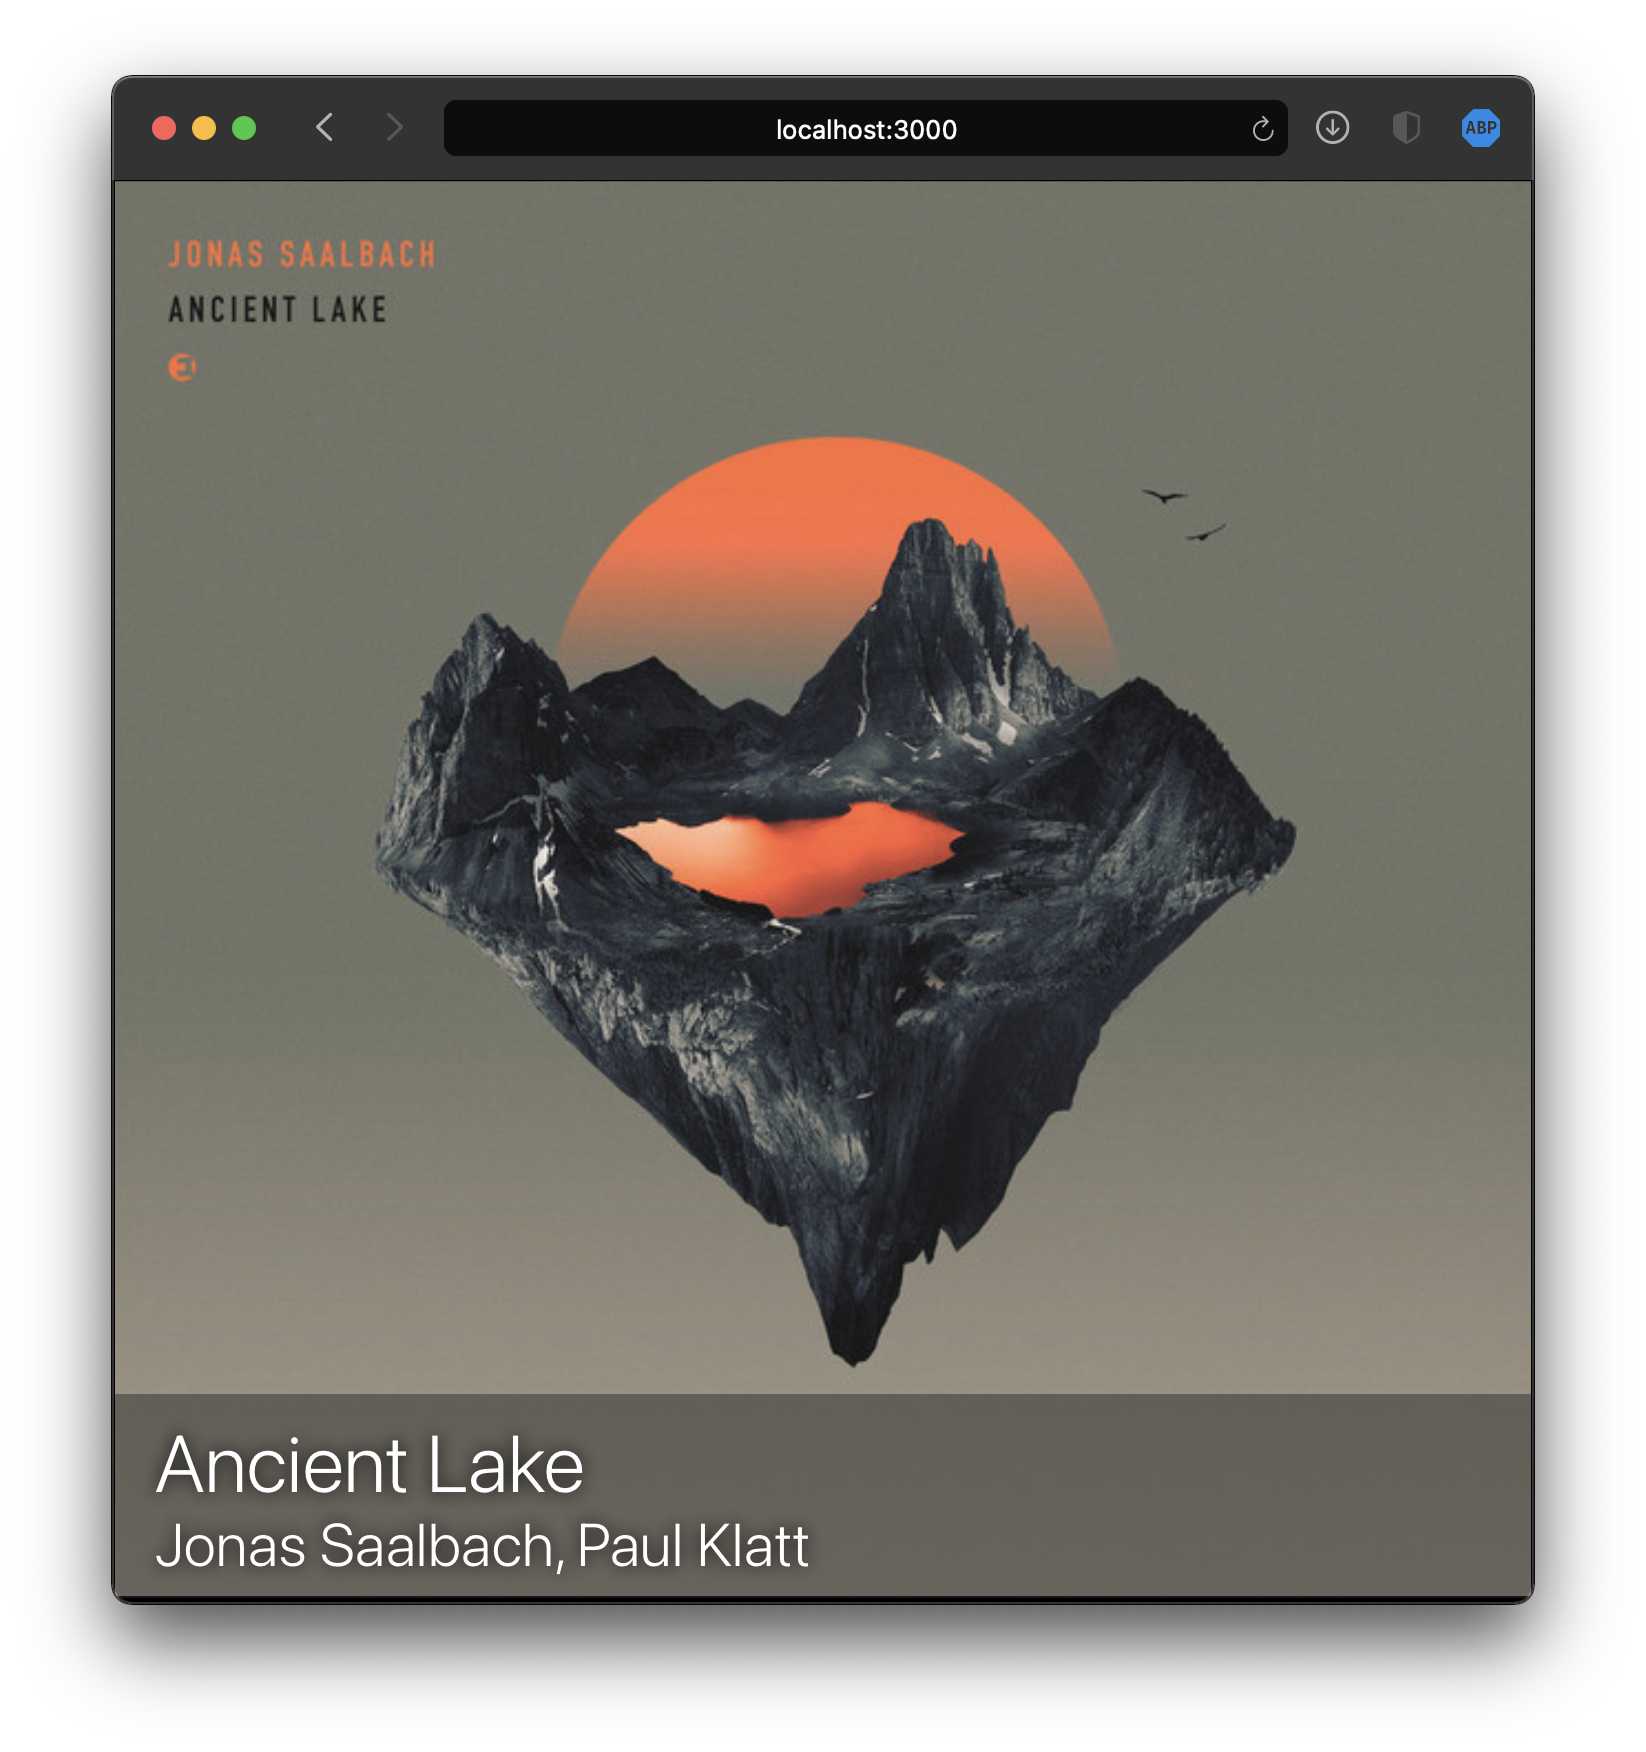 localhost:3000
ABP
JONAS SAALBACH
ANCIENT LAKE
Ancient Lake
Jonas Saalbach, Paul Klatt